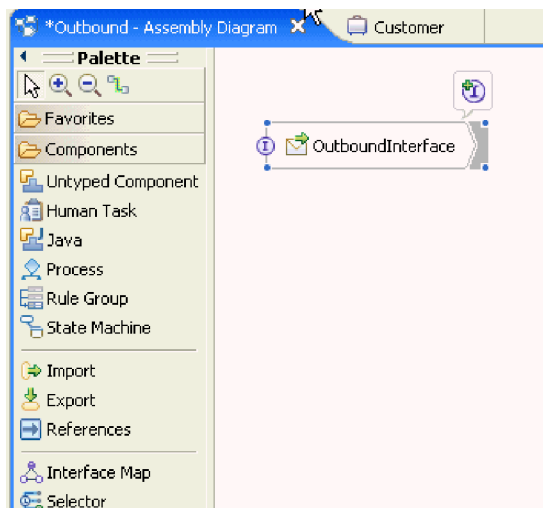 *Outbound - Assembly Diagram
Customer
Palette
Favorites
Components
Untyped Component
Human Task
Java
Process
Rule Group
State Machine
Import
Export
References
Interface Map
Selector
I
I OutboundInterface